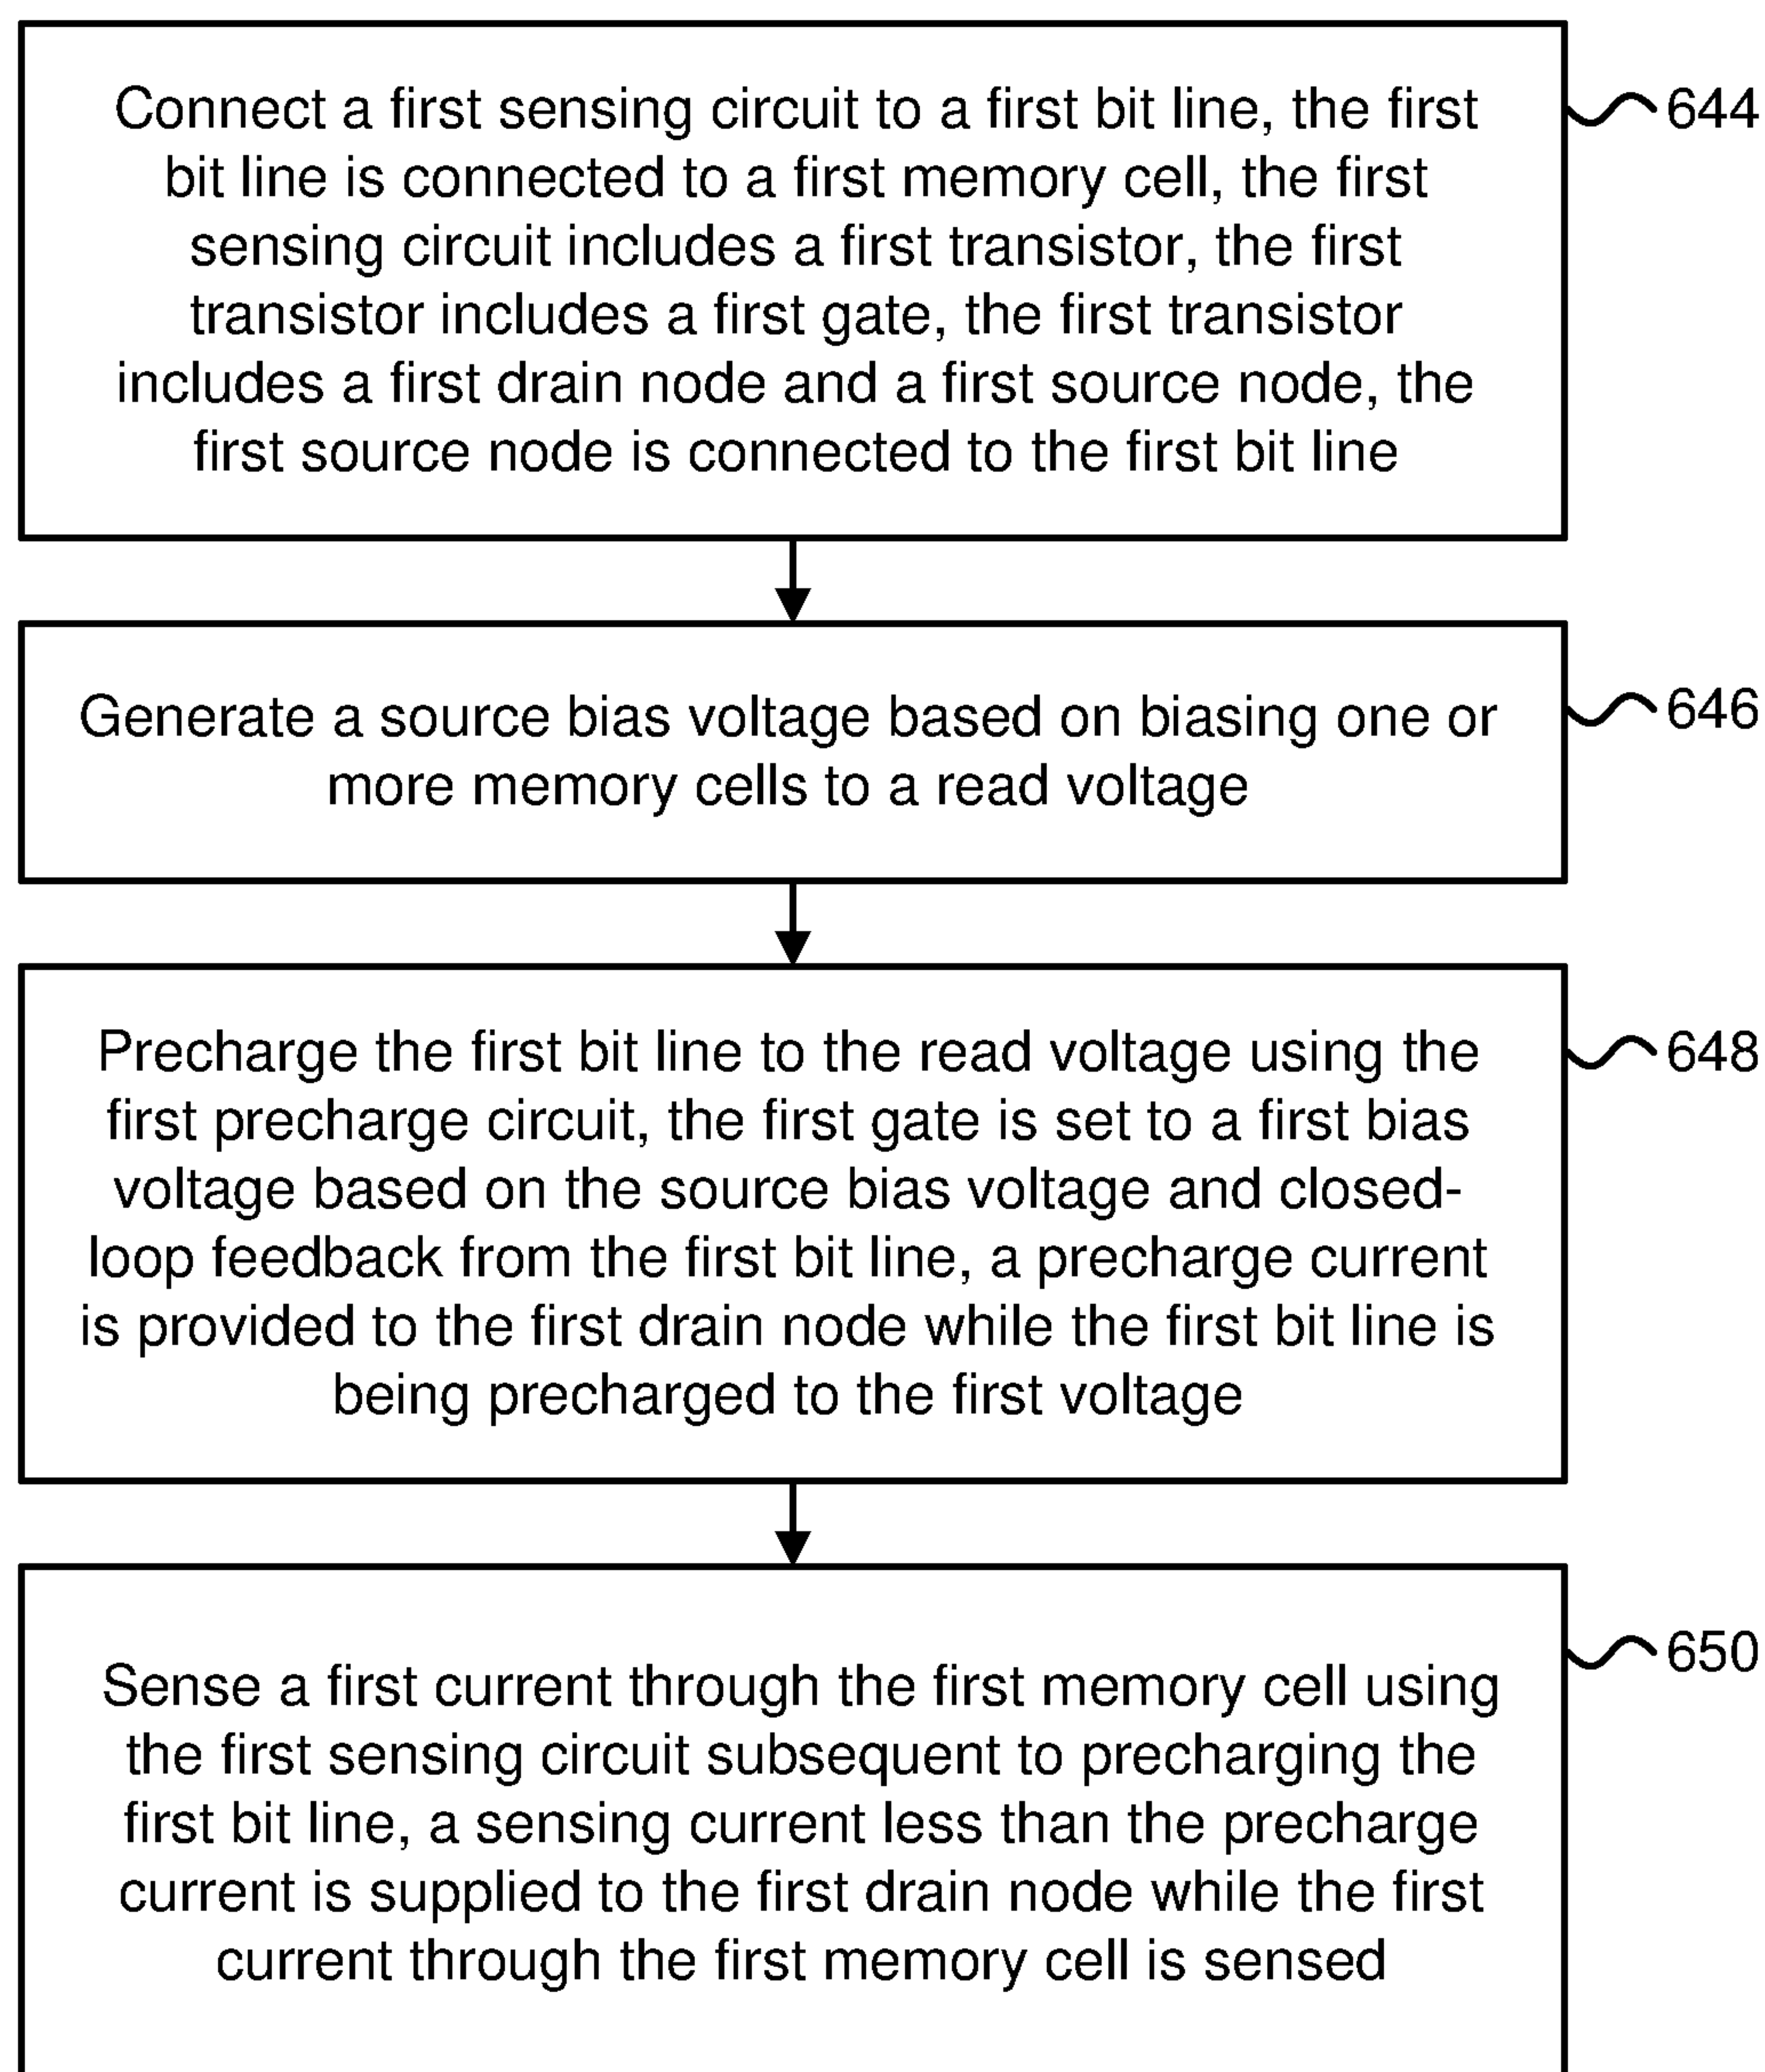 Connect a first sensing circuit to a first bit line, the first
bit line is connected to a first memory cell, the first
sensing circuit includes a first transistor, the first
transistor includes a first gate, the first transistor
includes a first drain node and a first source node, the
first source node is connected to the first bit line
644
Generate a source bias voltage based on biasing one or
more memory cells to a read voltage
646
Precharge the first bit line to the read voltage using the
first precharge circuit, the first gate is set to a first bias
voltage based on the source bias voltage and closed-
loop feedback from the first bit line, a precharge current
is provided to the first drain node while the first bit line is
being precharged to the first voltage
648
Sense a first current through the first memory cell using
the first sensing circuit subsequent to precharging the
first bit line, a sensing current less than the precharge
current is supplied to the first drain node while the first
current through the first memory cell is sensed
650